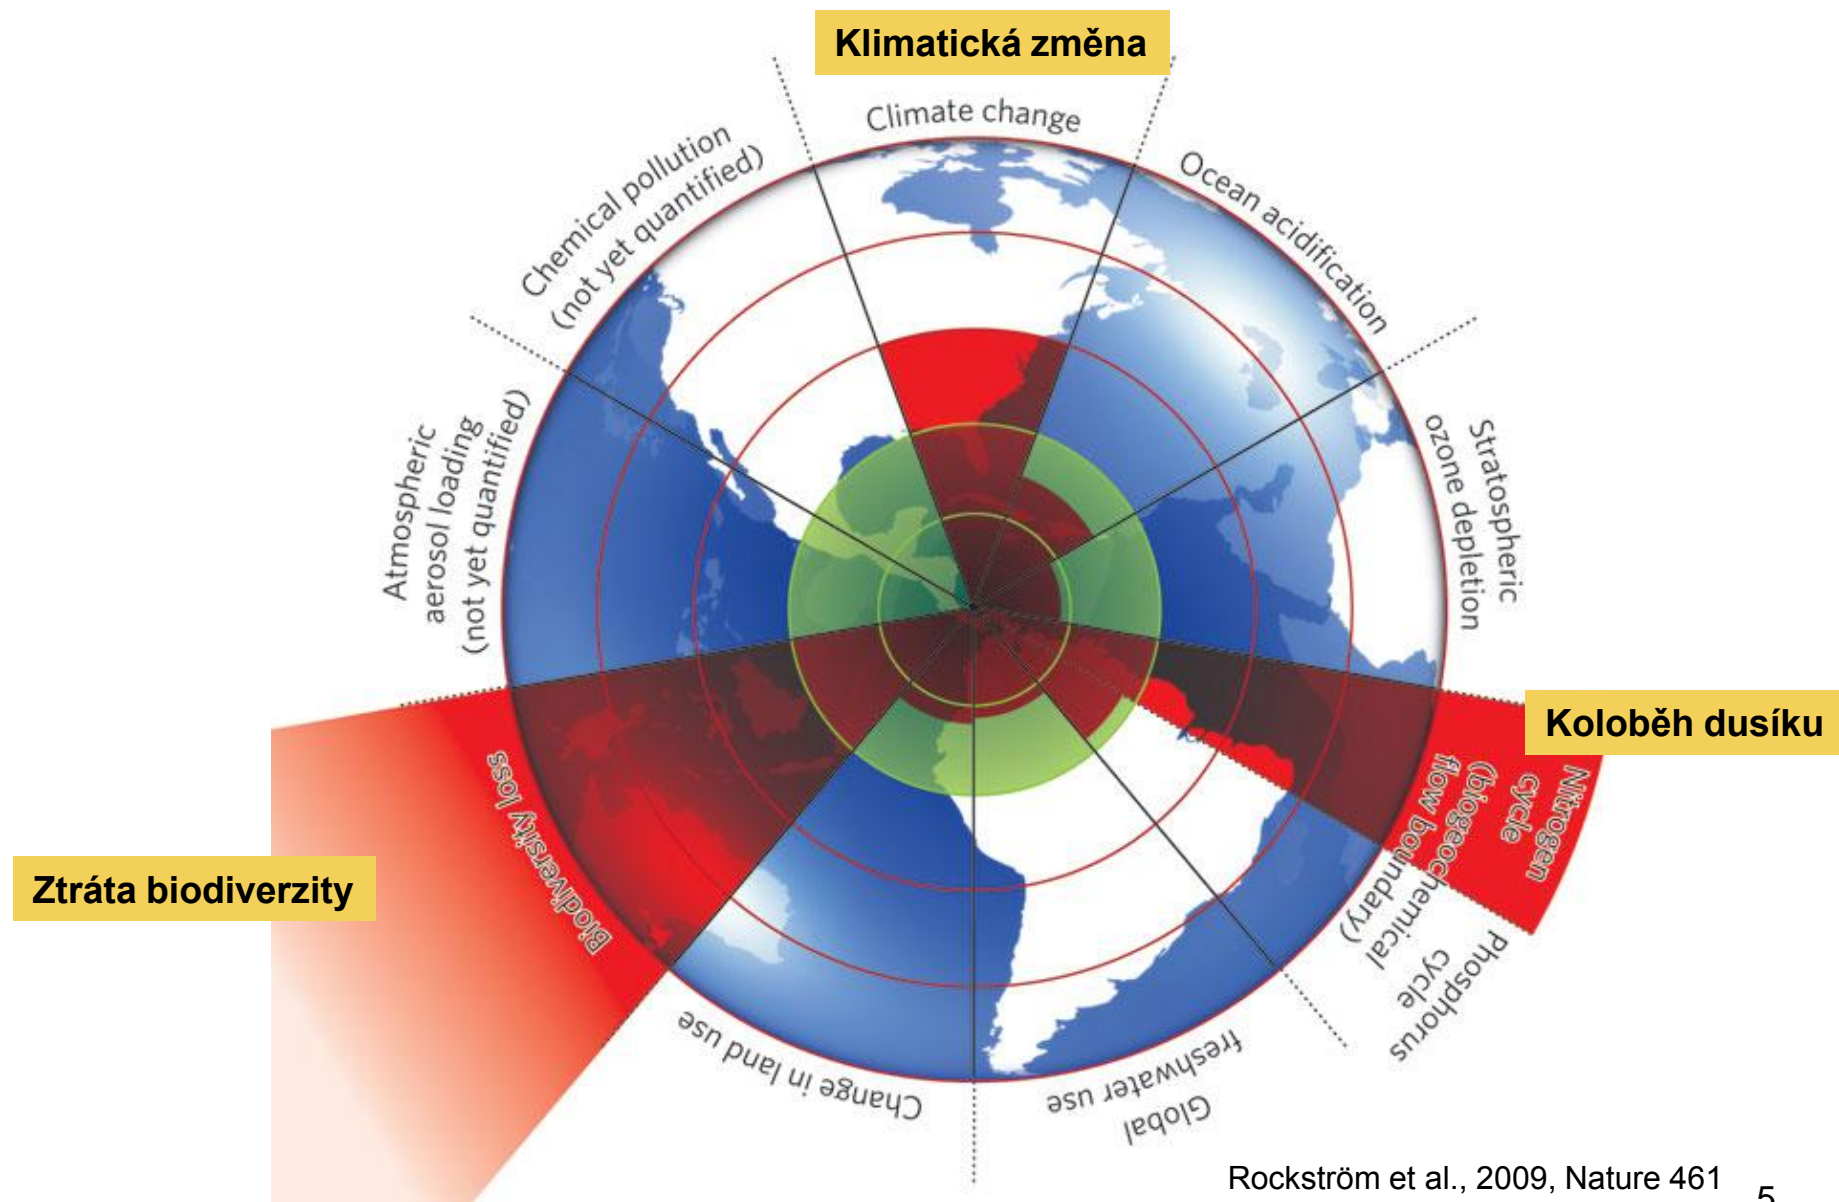 Klimatická změna
Climate change
Chemical pollution
(not yet quantified)
Ocean acidification
Atmospheric
aerosol loading
(not yet quantified)
Stratospheric
ozone depletion
Koloběh dusíku
Nitrogen
cycle
(biogeochemical
flow boundary)
Phosphorus
cycle
Ztráta biodiverzity
Biodiversity loss
Change in land use
Global
freshwater use
Rockström et al., 2009, Nature 461
5